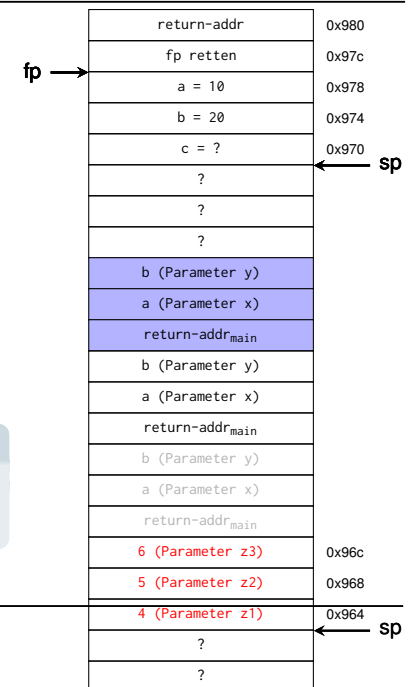 return-addr 0x980
fp retten 0x97c
fp
a = 10 0x978
b = 20 0x974
c = ? 0x970
sp
?
?
?
b (Parameter y)
a (Parameter x)
return-addrmain
b (Parameter y)
a (Parameter x)
return-addrmain
b (Parameter y)
a (Parameter x)
return-addrmain
6 (Parameter z3) 0x96c
5 (Parameter z2) 0x968
4 (Parameter z1) 0x964
sp
?
?